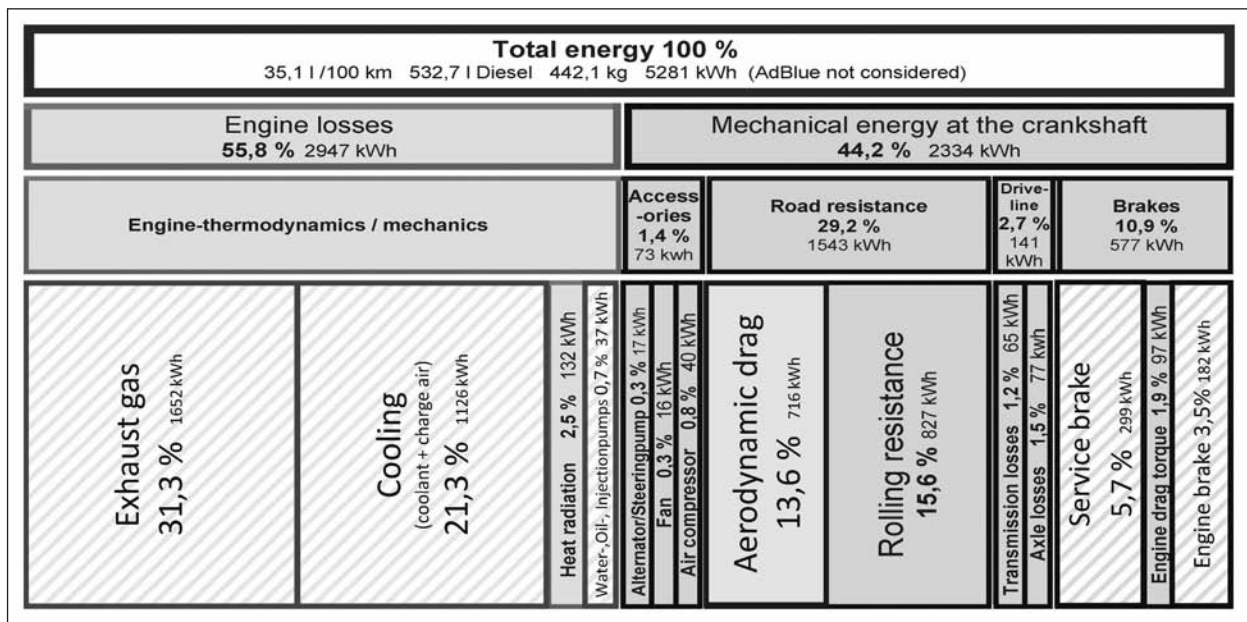 Total energy 100 %
35,1 l /100 km 532,7 l Diesel 442,1 kg 5281 kWh (AdBlue not considered)
Engine losses
55,8 % 2947 kWh
Mechanical energy at the crankshaft
44,2 % 2334 kWh
Engine-thermodynamics / mechanics
Access
-ories
1,4 %
73 kwh
Road resistance
29,2 %
1543 kWh
Drive-
line
2,7 %
141
kWh
Brakes
10,9 %
577 kWh
Exhaust gas
31,3 % 1652 kWh
Cooling
(coolant + charge air)
21,3 % 1126 kWh
Heat radiation 2,5 % 132 kWh
Water-,Oil-, Injectionpumps 0,7 % 37 kWh
Alternator/Steeringpump 0,3 % 17 kWh
Fan 0,3 % 16 kWh
Air compressor 0,8 % 40 kWh
Aerodynamic drag
13,6 % 716 kWh
Rolling resistance
15,6 % 827 kWh
Transmission losses 1,2 % 65 kWh
Axle losses 1,5 % 77 kwh
Service brake
5,7 % 299 kWh
Engine drag torque 1,9 % 97 kWh
Engine brake 3,5% 182 kWh